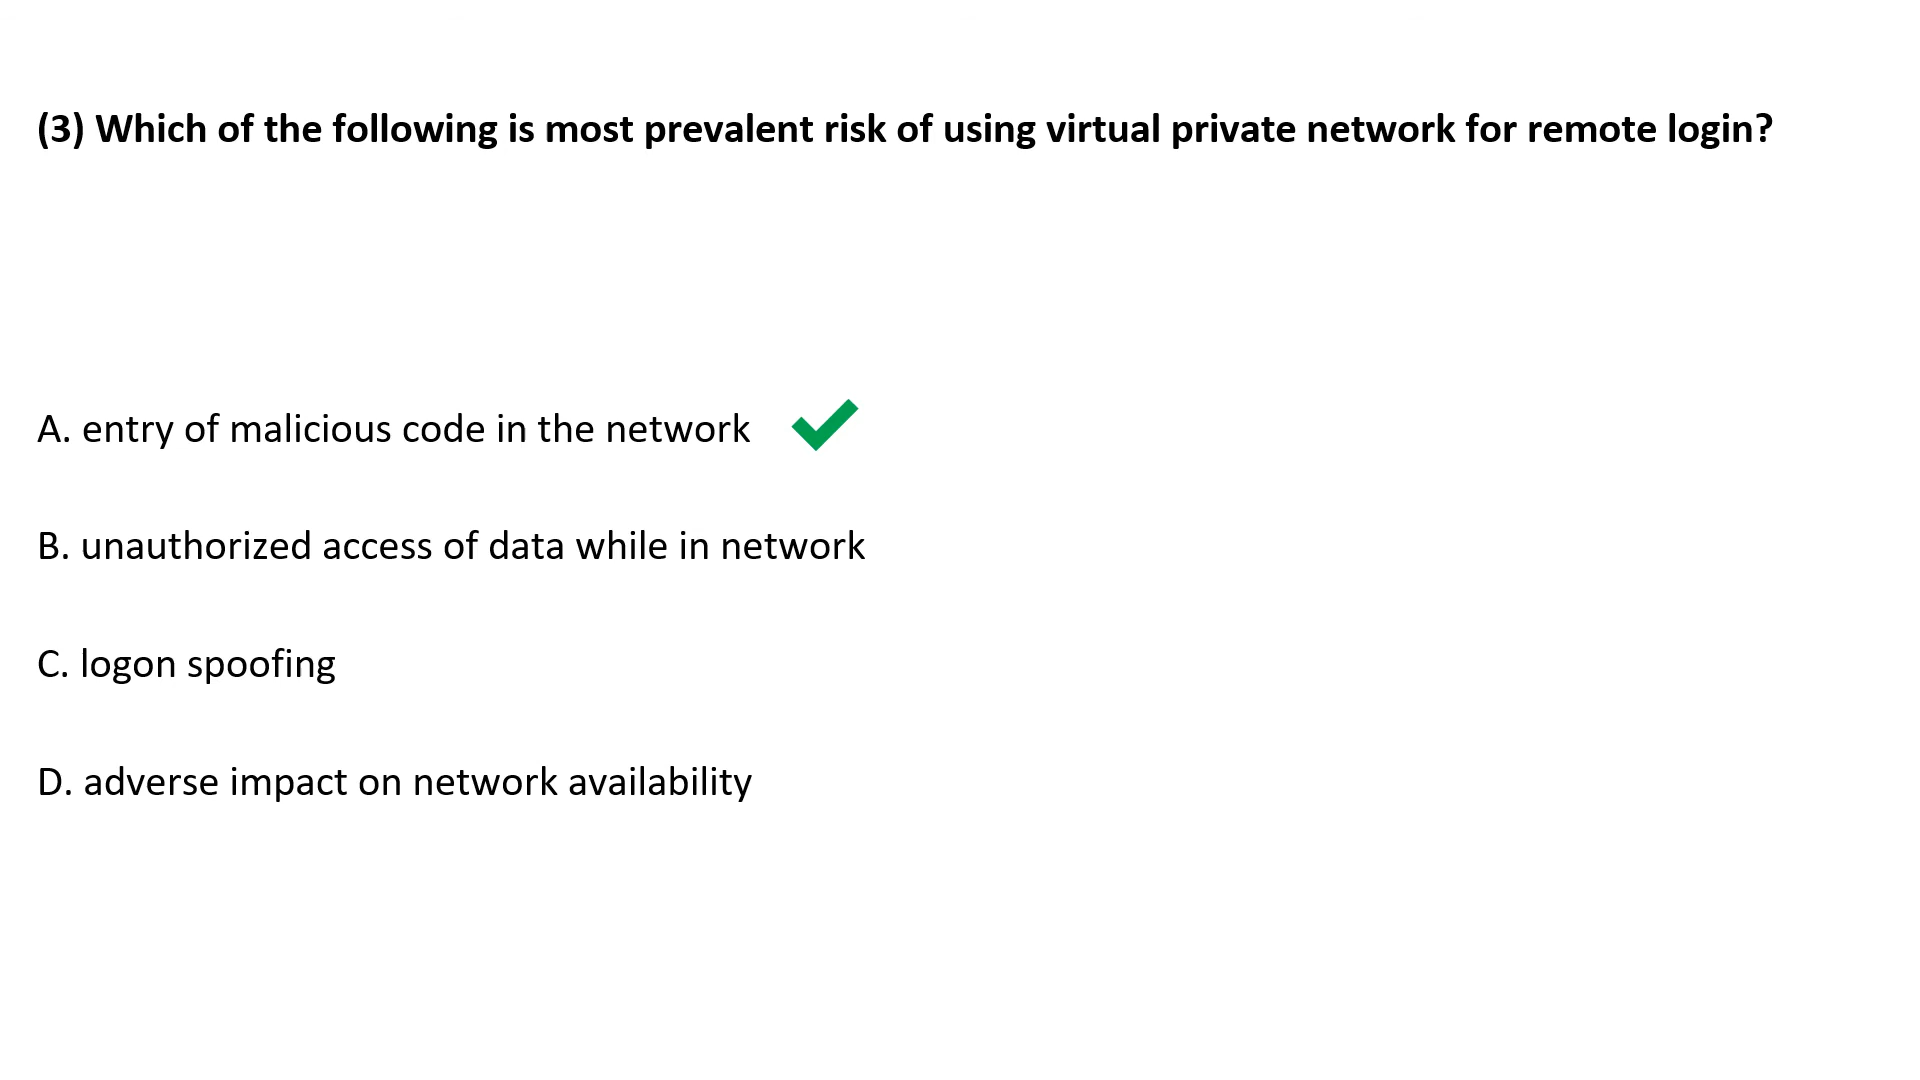 (3) Which of the following is most prevalent risk of using virtual private network for remote login?
A. entry of malicious code in the network
B. unauthorized access of data while in network
C. logon spoofing
D. adverse impact on network availability